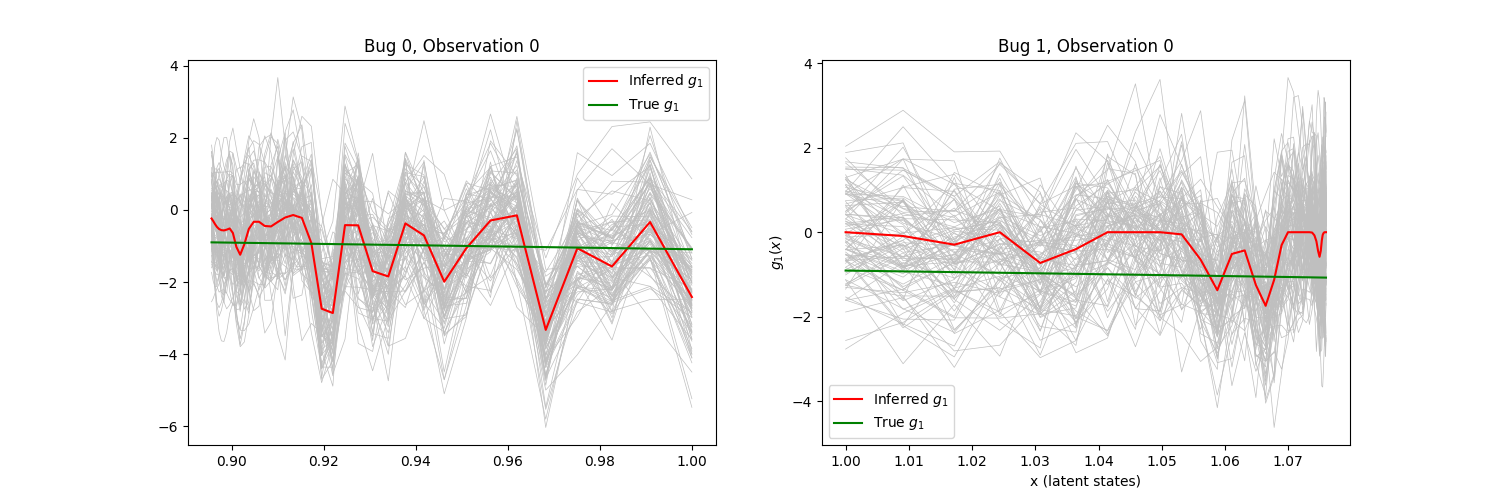 Bug 0, Observation 0
4
2
0
−2
−4
−6
Inferred g₁
True g₁
0.90 0.92 0.94 0.96 0.98 1.00
Bug 1, Observation 0
4
2
0
−2
−4
g₁(x)
Inferred g₁
True g₁
1.00 1.01 1.02 1.03 1.04 1.05 1.06 1.07
x (latent states)